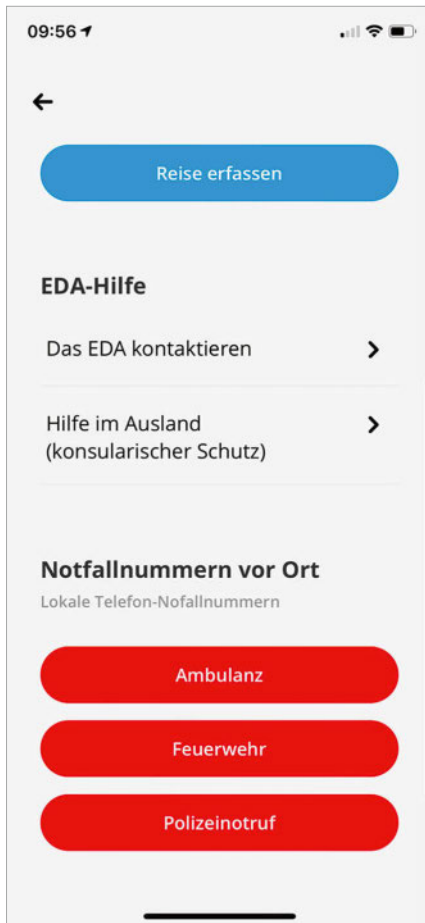 09:56
Reise erfassen
EDA-Hilfe
Das EDA kontaktieren
Hilfe im Ausland
(konsularischer Schutz)
Notfallnummern vor Ort
Lokale Telefon-Nofallnummern
Ambulanz
Feuerwehr
Polizeinotruf